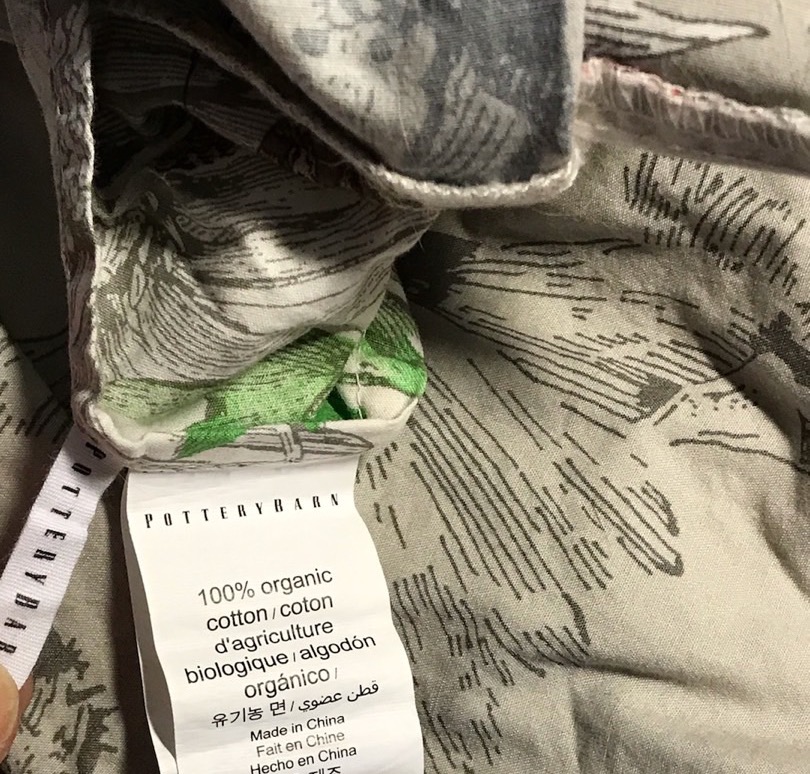 POTTERYBARN
POTTERYBAR
100% organic
cotton / coton
d'agriculture
biologique / algodón
orgánico /
유기농 면 / قطن عضوي
Made in China
Fait en Chine
Hecho en China